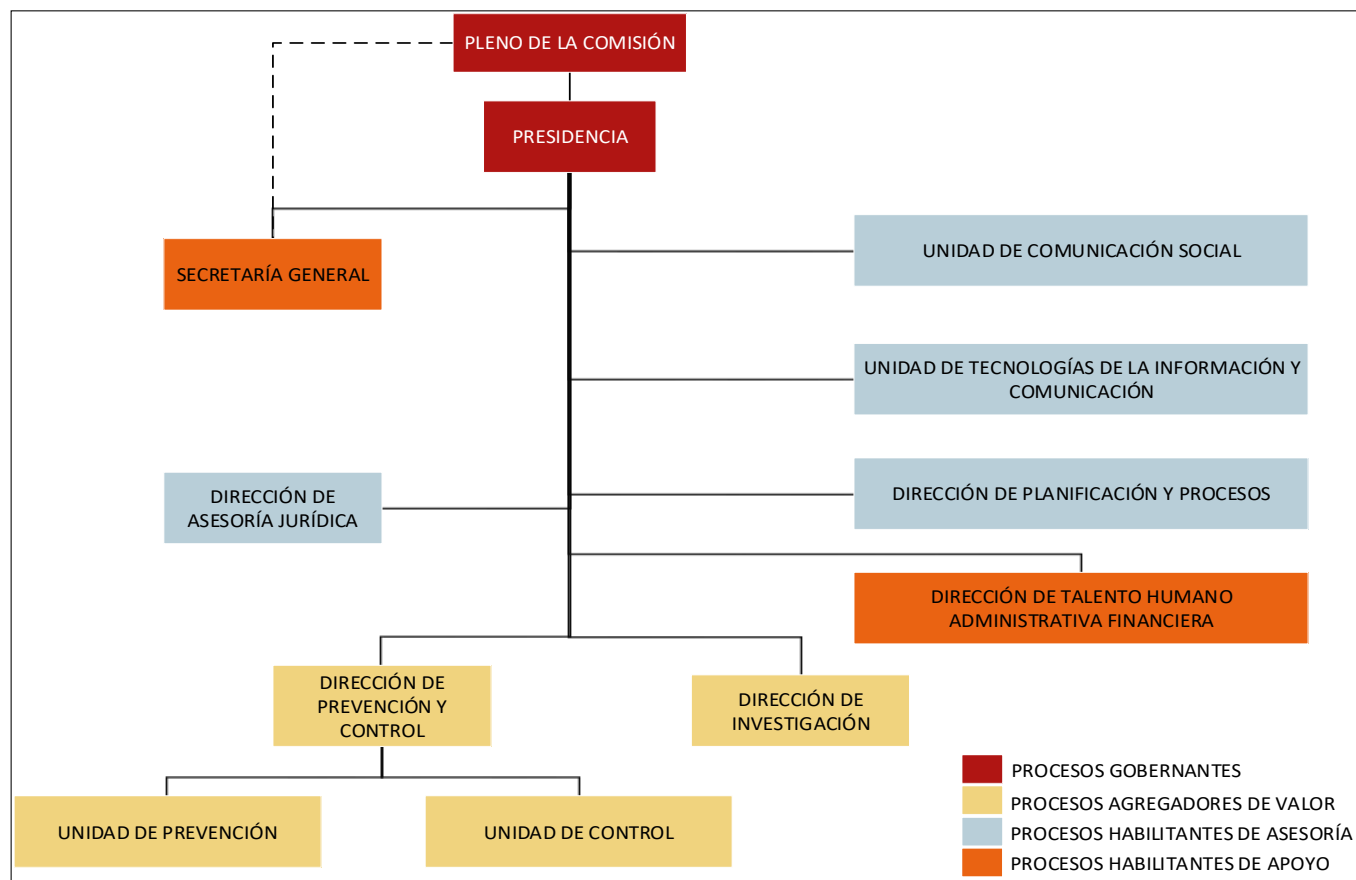 PLENO DE LA COMISIÓN
PRESIDENCIA
SECRETARÍA GENERAL
UNIDAD DE COMUNICACIÓN SOCIAL
UNIDAD DE TECNOLOGÍAS DE LA INFORMACIÓN Y
COMUNICACIÓN
DIRECCIÓN DE
ASESORÍA JURÍDICA
DIRECCIÓN DE PLANIFICACIÓN Y PROCESOS
DIRECCIÓN DE TALENTO HUMANO
ADMINISTRATIVA FINANCIERA
DIRECCIÓN DE
PREVENCIÓN Y
CONTROL
DIRECCIÓN DE
INVESTIGACIÓN
UNIDAD DE PREVENCIÓN
UNIDAD DE CONTROL
PROCESOS GOBERNANTES
PROCESOS AGREGADORES DE VALOR
PROCESOS HABILITANTES DE ASESORÍA
PROCESOS HABILITANTES DE APOYO